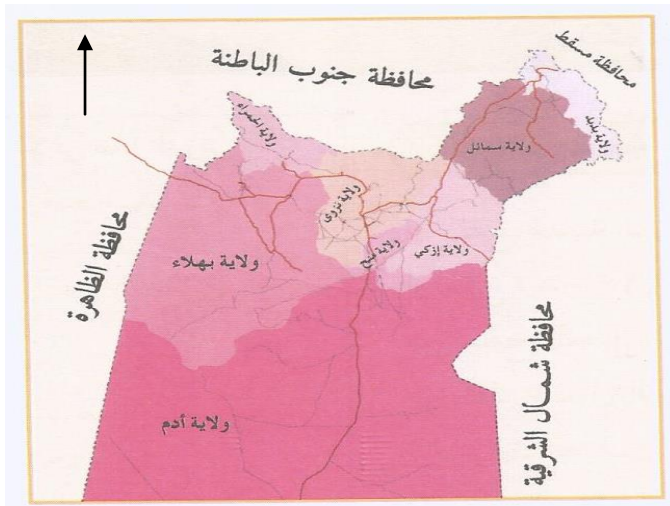 محافظة مسقط
محافظة جنوب الباطنة
ولاية الحمراء
ولاية سمائل
ولاية بدبد
ولاية نزوى
محافظة الظاهرة
ولاية بهلاء
ولاية منح
ولاية إزكي
محافظة شمال الشرقية
ولاية أدم